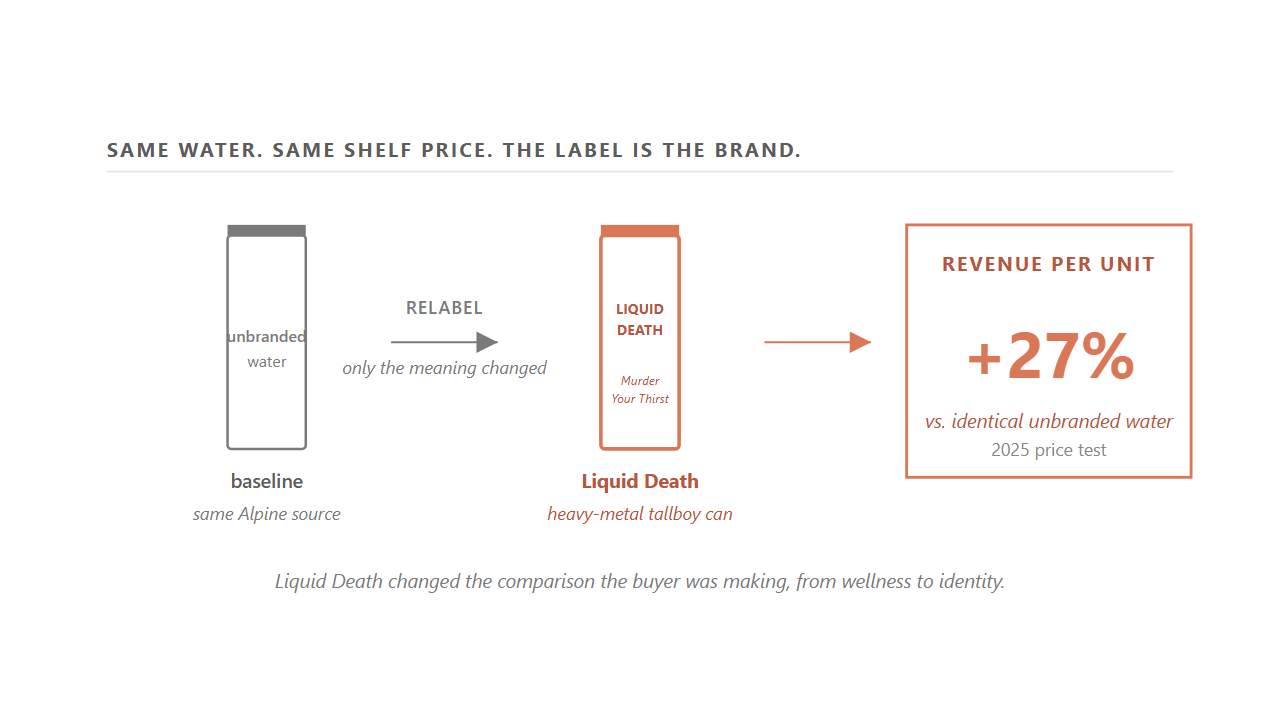 SAME WATER. SAME SHELF PRICE. THE LABEL IS THE BRAND.
unbranded
water
baseline
same Alpine source
RELABEL
only the meaning changed
LIQUID
DEATH
Murder
Your Thirst
Liquid Death
heavy-metal tallboy can
REVENUE PER UNIT
+27%
vs. identical unbranded water
2025 price test
Liquid Death changed the comparison the buyer was making, from wellness to identity.